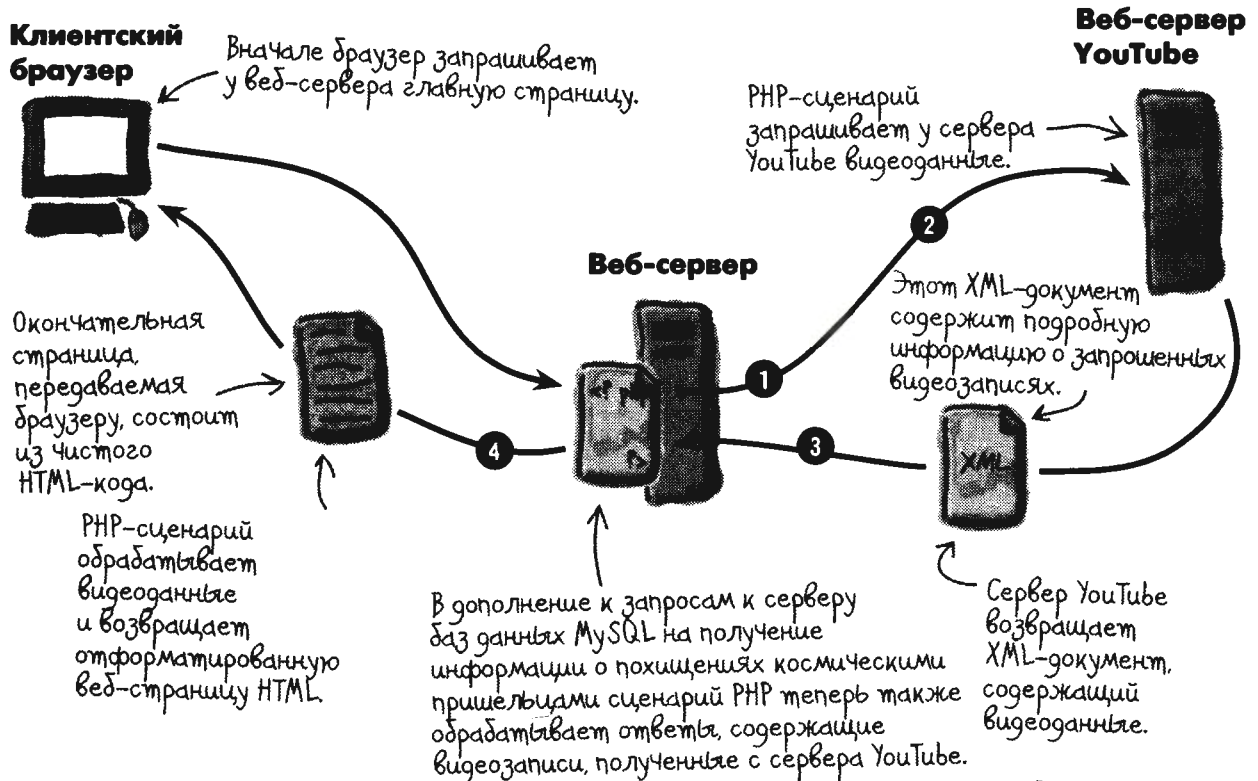 Клиентский
браузер
Вначале браузер запрашивает
у веб-сервера главную страницу.
Веб-сервер
YouTube
PHP-сценарий
запрашивает у сервера
YouTube видеоданные.
2
Веб-сервер
Этот XML-документ
содержит подробную
информацию о запрошенных
видеозаписях.
Окончательная
страница,
передаваемая
браузеру, состоит
из чистого
HTML-кода.
1
4
3
XML
PHP-сценарий
обрабатывает
видеоданные
и возвращает
отформатированную
веб-страницу HTML.
В дополнение к запросам к серверу
баз данных MySQL на получение
информации о похищениях космическими
пришельцами сценарий PHP теперь также
обрабатывает ответы, содержащие
видеозаписи, полученные с сервера YouTube.
Сервер YouTube
возвращает
XML-документ,
содержащий
видеоданные.